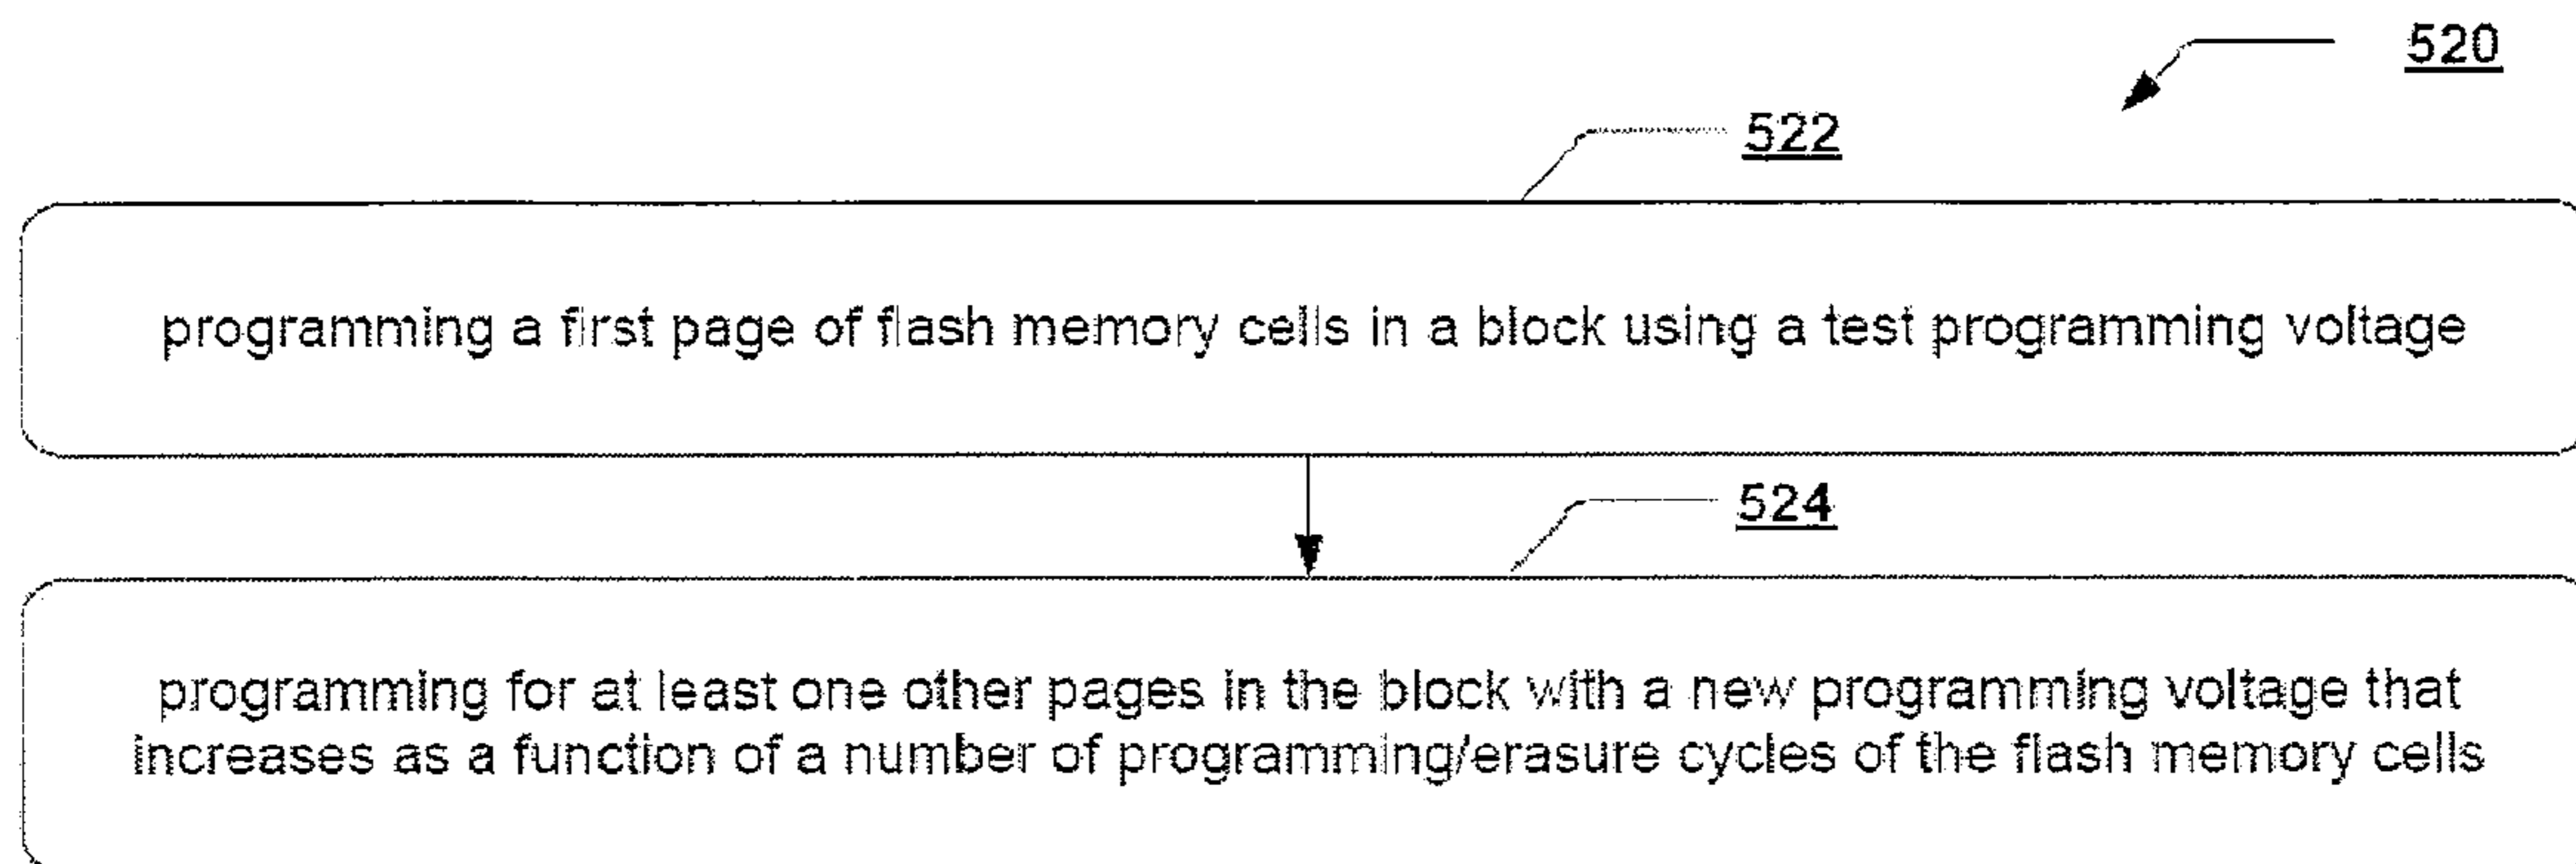 520
522
programming a first page of flash memory cells in a block using a test programming voltage
524
programming for at least one other pages in the block with a new programming voltage that
increases as a function of a number of programming/erasure cycles of the flash memory cells